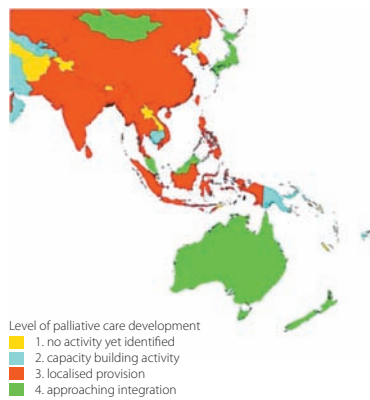 Level of palliative care development
1. no activity yet identified
2. capacity building activity
3. localised provision
4. approaching integration